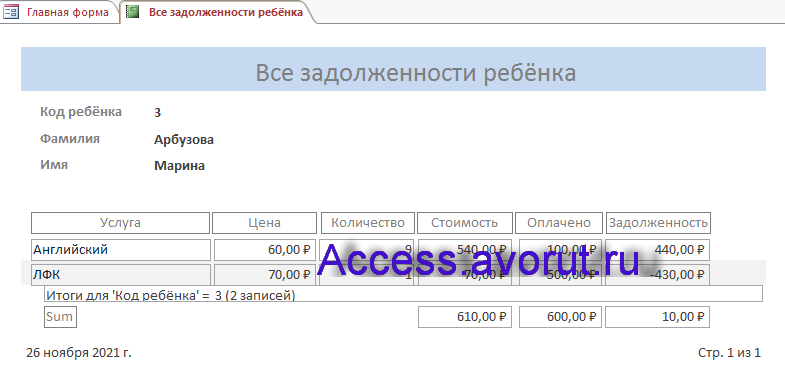 Главная форма Все задолженности ребёнка
Все задолженности ребёнка
Код ребёнка 3
Фамилия Арбузова
Имя Марина
Услуга Цена Количество Стоимость Оплачено Задолженность
Английский 60,00 ₽ 9 540,00 ₽ 100,00 ₽ 440,00 ₽
ЛФК 70,00 ₽ 1 70,00 ₽ 500,00 ₽ -430,00 ₽
Access.avorut.ru
Итоги для 'Код ребёнка' = 3 (2 записей)
Sum 610,00 ₽ 600,00 ₽ 10,00 ₽
26 ноября 2021 г. Стр. 1 из 1